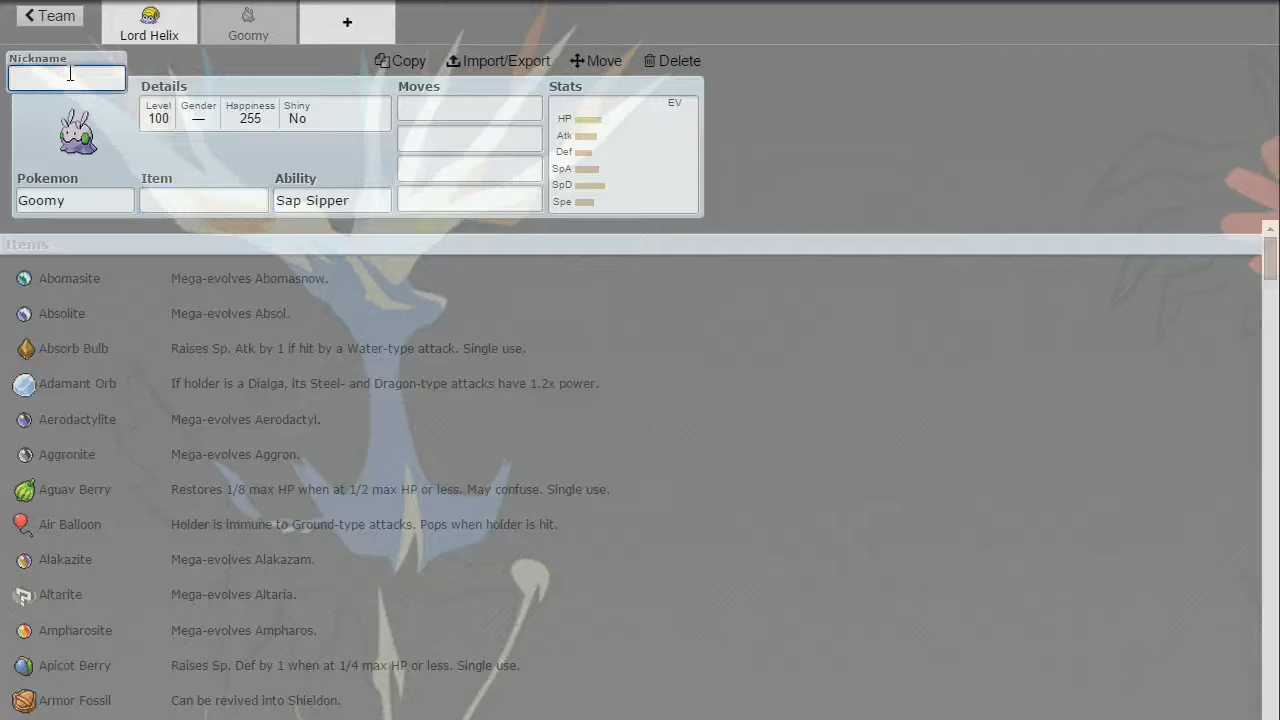 Team
Lord Helix
Goomy
+
Nickname
Copy
Import/Export
Move
Delete
Details
Level
100
Gender
—
Happiness
255
Shiny
No
Pokemon
Goomy
Item
Ability
Sap Sipper
Moves
Stats
EV
HP
Atk
Def
SpA
SpD
Spe
Items
Abomasite Mega-evolves Abomasnow.
Absolite Mega-evolves Absol.
Absorb Bulb Raises Sp. Atk by 1 if hit by a Water-type attack. Single use.
Adamant Orb If holder is a Dialga, its Steel- and Dragon-type attacks have 1.2x power.
Aerodactylite Mega-evolves Aerodactyl.
Aggronite Mega-evolves Aggron.
Aguav Berry Restores 1/8 max HP when at 1/2 max HP or less. May confuse. Single use.
Air Balloon Holder is immune to Ground-type attacks. Pops when holder is hit.
Alakazite Mega-evolves Alakazam.
Altarite Mega-evolves Altaria.
Ampharosite Mega-evolves Ampharos.
Apicot Berry Raises Sp. Def by 1 when at 1/4 max HP or less. Single use.
Armor Fossil Can be revived into Shieldon.